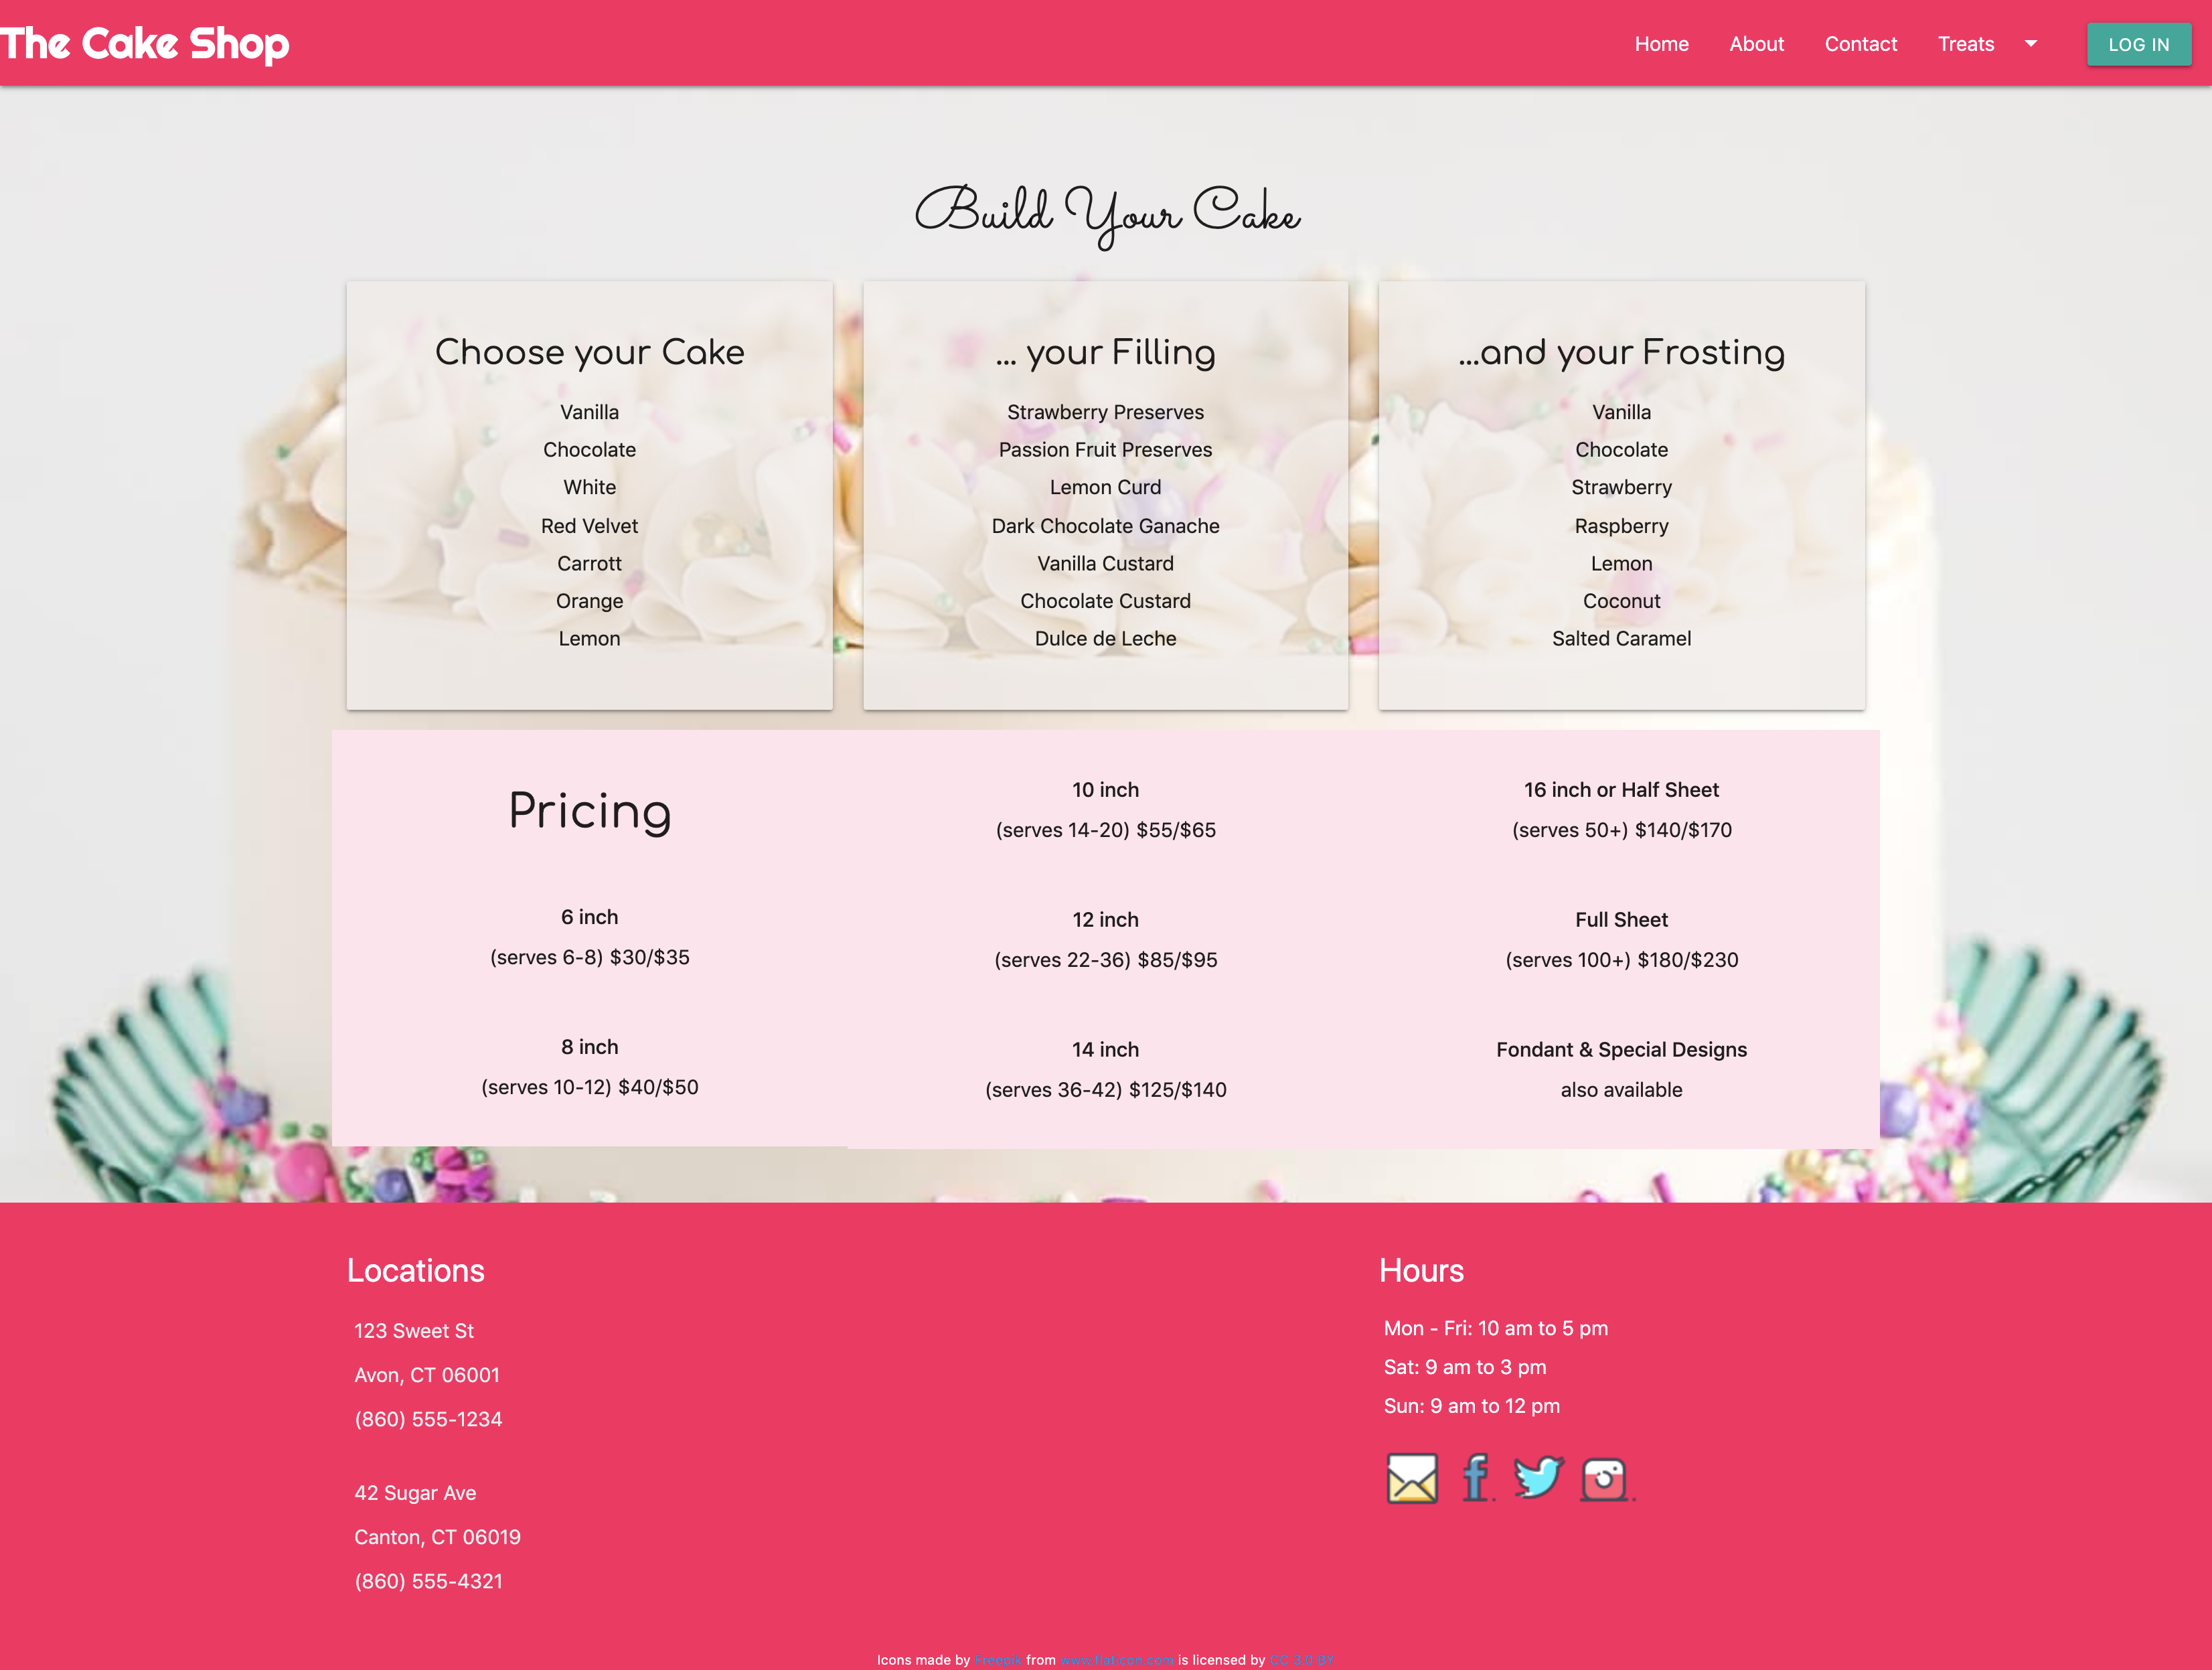 The Cake Shop
Home About Contact Treats LOG IN
Build Your Cake
Choose your Cake
Vanilla
Chocolate
White
Red Velvet
Carrott
Orange
Lemon
... your Filling
Strawberry Preserves
Passion Fruit Preserves
Lemon Curd
Dark Chocolate Ganache
Vanilla Custard
Chocolate Custard
Dulce de Leche
...and your Frosting
Vanilla
Chocolate
Strawberry
Raspberry
Lemon
Coconut
Salted Caramel
Pricing
6 inch
(serves 6-8) $30/$35
8 inch
(serves 10-12) $40/$50
10 inch
(serves 14-20) $55/$65
12 inch
(serves 22-36) $85/$95
14 inch
(serves 36-42) $125/$140
16 inch or Half Sheet
(serves 50+) $140/$170
Full Sheet
(serves 100+) $180/$230
Fondant & Special Designs
also available
Locations
123 Sweet St
Avon, CT 06001
(860) 555-1234
42 Sugar Ave
Canton, CT 06019
(860) 555-4321
Hours
Mon - Fri: 10 am to 5 pm
Sat: 9 am to 3 pm
Sun: 9 am to 12 pm
Icons made by Freepik from www.flaticon.com is licensed by CC 3.0 BY